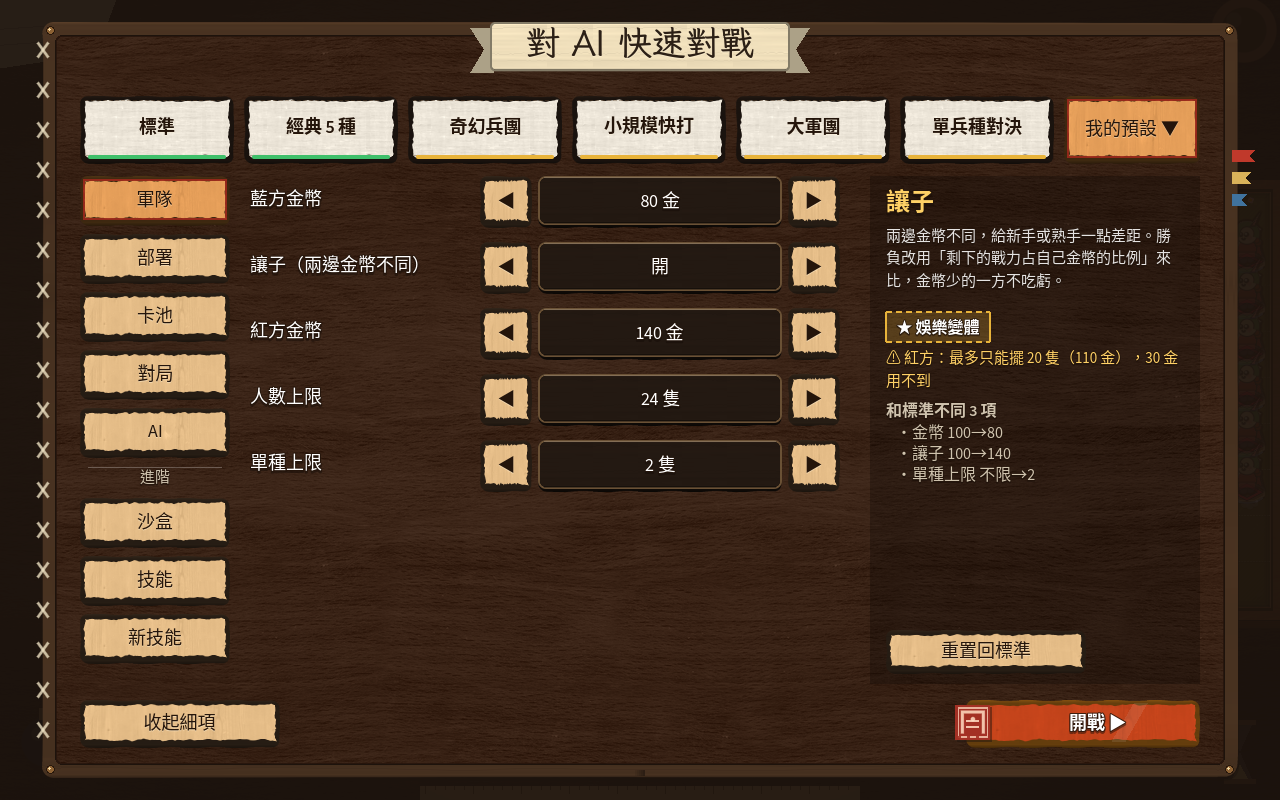 對 AI 快速對戰
標準
經典 5 種
奇幻兵團
小規模快打
大軍團
單兵種對決
我的預設 ▼
軍隊
部署
卡池
對局
AI
進階
沙盒
技能
新技能
藍方金幣
◀ 80 金 ▶
讓子（兩邊金幣不同）
◀ 開 ▶
紅方金幣
◀ 140 金 ▶
人數上限
◀ 24 隻 ▶
單種上限
◀ 2 隻 ▶
讓子
兩邊金幣不同，給新手或熟手一點差距。勝
負改用「剩下的戰力占自己金幣的比例」來
比，金幣少的一方不吃虧。
★ 娛樂變體
⚠ 紅方：最多只能擺 20 隻（110 金），30 金
用不到
和標準不同 3 項
・金幣 100→80
・讓子 100→140
・單種上限 不限→2
重置回標準
收起細項
開戰 ▶